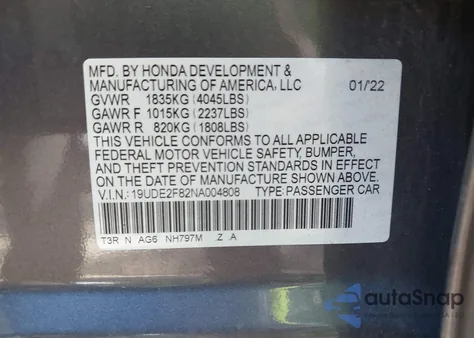 MFD. BY HONDA DEVELOPMENT &
MANUFACTURING OF AMERICA, LLC 01/22
GVWR 1835KG (4045LBS)
GAWR F 1015KG (2237LBS)
GAWR R 820KG (1808LBS)
THIS VEHICLE CONFORMS TO ALL APPLICABLE
FEDERAL MOTOR VEHICLE SAFETY, BUMPER,
AND THEFT PREVENTION STANDARDS IN EFFECT
ON THE DATE OF MANUFACTURE SHOWN ABOVE.
V.I.N.: 19UDE2F82NA004808 TYPE: PASSENGER CAR
T3R N AG6 NH797M Z A
autoSnap